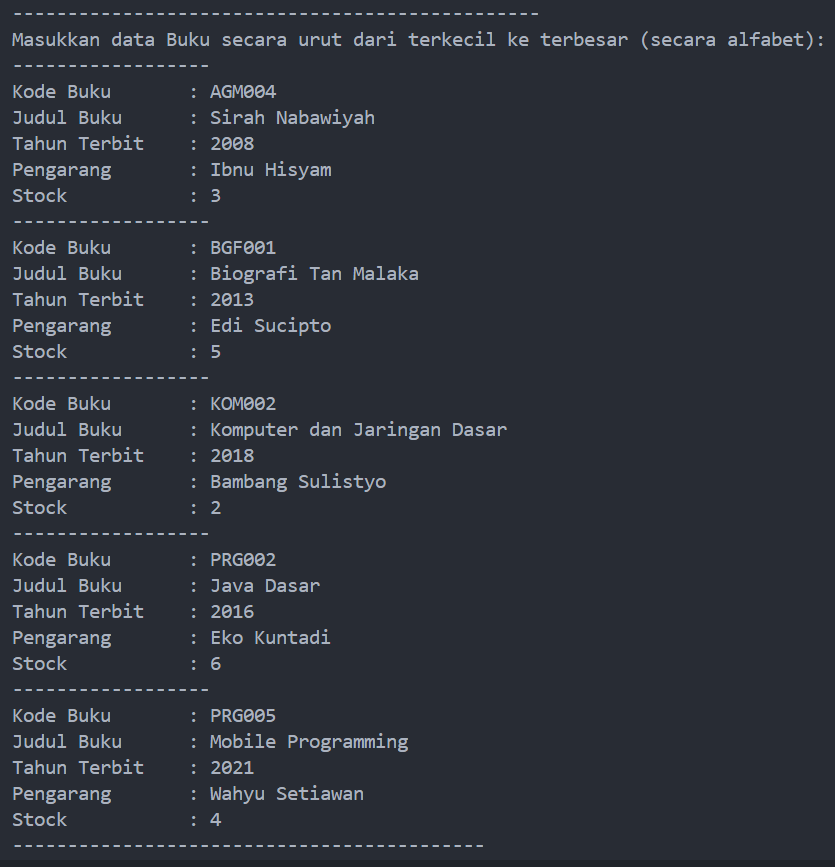 ------------------------------------------------
Masukkan data Buku secara urut dari terkecil ke terbesar (secara alfabet):
------------------
Kode Buku       : AGM004
Judul Buku      : Sirah Nabawiyah
Tahun Terbit    : 2008
Pengarang       : Ibnu Hisyam
Stock           : 3
------------------
Kode Buku       : BGF001
Judul Buku      : Biografi Tan Malaka
Tahun Terbit    : 2013
Pengarang       : Edi Sucipto
Stock           : 5
------------------
Kode Buku       : KOM002
Judul Buku      : Komputer dan Jaringan Dasar
Tahun Terbit    : 2018
Pengarang       : Bambang Sulistyo
Stock           : 2
------------------
Kode Buku       : PRG002
Judul Buku      : Java Dasar
Tahun Terbit    : 2016
Pengarang       : Eko Kuntadi
Stock           : 6
------------------
Kode Buku       : PRG005
Judul Buku      : Mobile Programming
Tahun Terbit    : 2021
Pengarang       : Wahyu Setiawan
Stock           : 4
-------------------------------------------